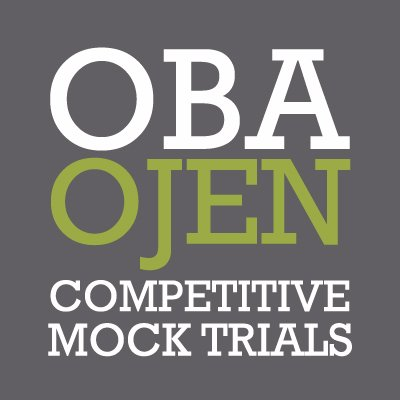 OBA
OJEN
COMPETITIVE
MOCK TRIALS